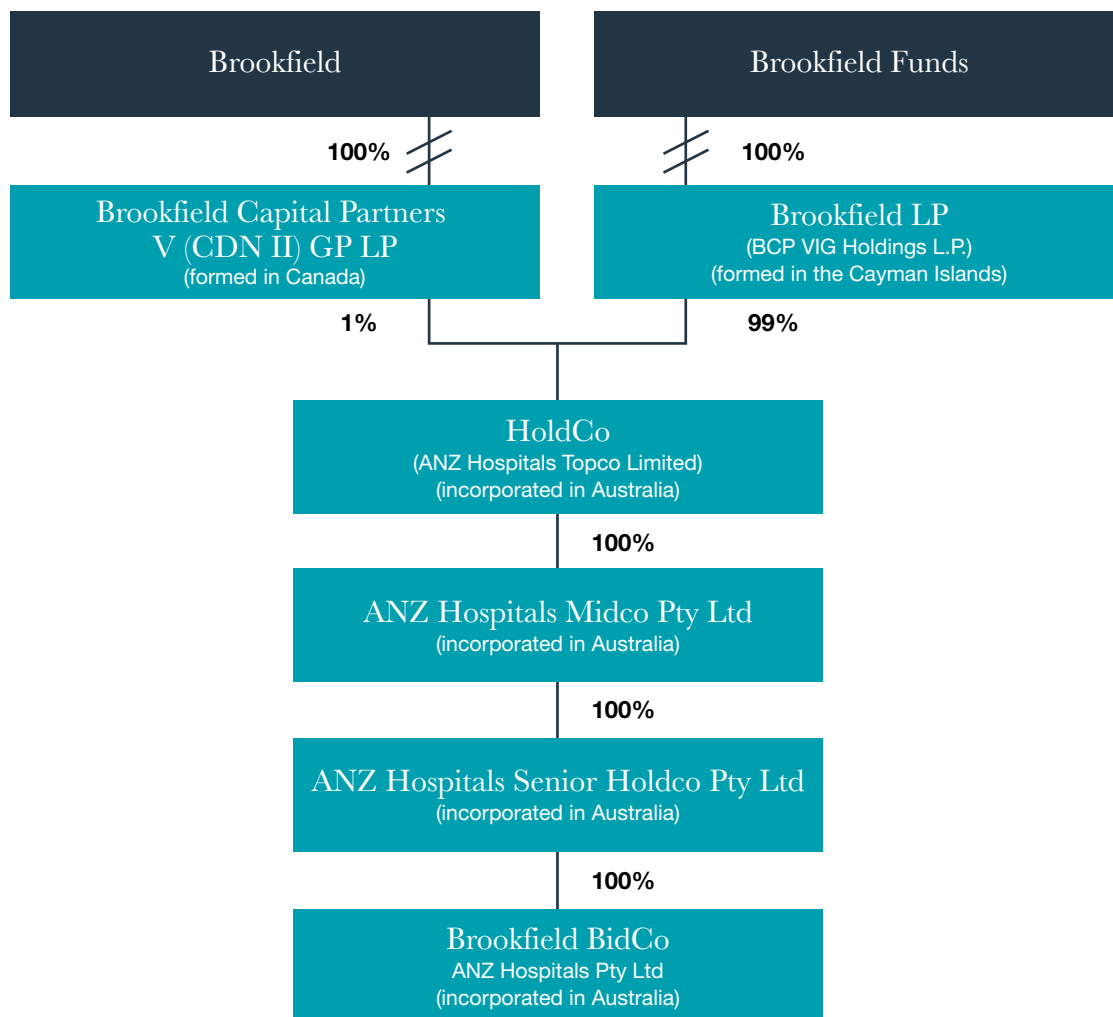 Brookfield
Brookfield Funds
100%
100%
Brookfield Capital Partners
V (CDN II) GP LP
(formed in Canada)
Brookfield LP
(BCP VIG Holdings L.P.)
(formed in the Cayman Islands)
1%
99%
HoldCo
(ANZ Hospitals Topco Limited)
(incorporated in Australia)
100%
ANZ Hospitals Midco Pty Ltd
(incorporated in Australia)
100%
ANZ Hospitals Senior Holdco Pty Ltd
(incorporated in Australia)
100%
Brookfield BidCo
ANZ Hospitals Pty Ltd
(incorporated in Australia)